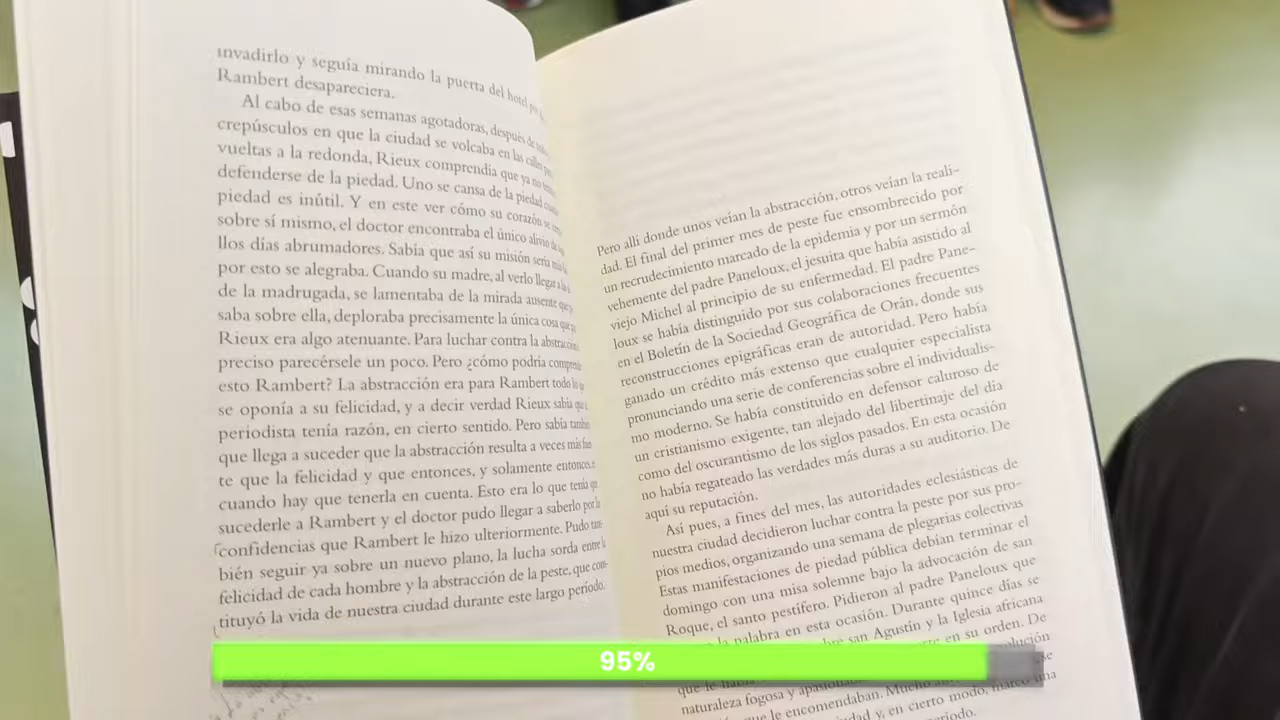 invadirlo y seguía mirando la puerta del hotel
Rambert desapareciera.
Al cabo de esas semanas agotadoras, después de
crepúsculos en que la ciudad se volcaba en las calles
vueltas a la redonda, Rieux comprendía que ya no
defenderse de la piedad. Uno se cansa de la piedad
piedad es inútil. Y en este ver cómo su corazón se
sobre sí mismo, el doctor encontraba el único alivio de
llos días abrumadores. Sabía que así su misión sería
por esto se alegraba. Cuando su madre, al verlo llegar a las
de la madrugada, se lamentaba de la mirada ausente que
saba sobre ella, deploraba precisamente la única cosa que
Rieux era algo atenuante. Para luchar contra la abstracción
preciso parecérsele un poco. Pero ¿cómo podría
esto Rambert? La abstracción era para Rambert todo lo
se oponía a su felicidad, y a decir verdad Rieux sabía
periodista tenía razón, en cierto sentido. Pero sabía
que llega a suceder que la abstracción resulta a veces más
te que la felicidad y que entonces, y solamente entonces,
cuando hay que tenerla en cuenta. Esto era lo que tenía
sucederle a Rambert y el doctor pudo llegar a saberlo por
confidencias que Rambert le hizo ulteriormente. Pudo tam-
bién seguir ya sobre un nuevo plano, la lucha sorda entre la
felicidad de cada hombre y la abstracción de la peste, que cons-
tituyó la vida de nuestra ciudad durante este largo período.
Pero allí donde unos veían la abstracción, otros veían la reali-
dad. El final del primer mes de peste fue ensombrecido por
un recrudecimiento marcado de la epidemia y por un sermón
vehemente del padre Paneloux, el jesuita que había asistido al
viejo Michel al principio de su enfermedad. El padre Pane-
loux se había distinguido por sus colaboraciones frecuentes
en el Boletín de la Sociedad Geográfica de Orán, donde sus
reconstrucciones epigráficas eran de autoridad. Pero había
ganado un crédito más extenso que cualquier especialista
pronunciando una serie de conferencias sobre el individualis-
mo moderno. Se había constituido en defensor caluroso de
un cristianismo exigente, tan alejado del libertinaje del día
como del oscurantismo de los siglos pasados. En esta ocasión
no había regateado las verdades más duras a su auditorio. De
aquí su reputación.
Así pues, a fines del mes, las autoridades eclesiásticas de
nuestra ciudad decidieron luchar contra la peste por sus pro-
pios medios, organizando una semana de plegarias colectivas
Estas manifestaciones de piedad pública debían terminar el
domingo con una misa solemne bajo la advocación de san
Roque, el santo pestífero. Pidieron al padre Paneloux que
la palabra en esta ocasión. Durante quince días se
san Agustín y la Iglesia africana
en su orden. De
que le
naturaleza fogosa y
que le encomendaban. Mucho
y, en cierto modo, marcó una
95%